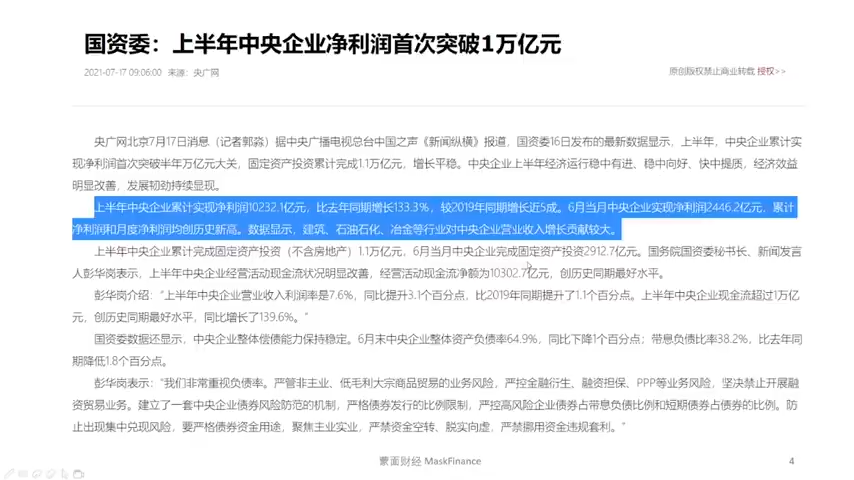 国资委：上半年中央企业净利润首次突破1万亿元
2021-07-17 09:06:00 来源：央广网
原创版权禁止商业转载 授权>>
央广网北京7月17日消息（记者郭淼）据中央广播电视总台中国之声《新闻纵横》报道，国资委16日发布的最新数据显示，上半年，中央企业累计实
现净利润首次突破半年万亿元大关，固定资产投资累计完成1.1万亿元，增长平稳。中央企业上半年经济运行稳中有进、稳中向好、快中提质，经济效益
明显改善，发展韧劲持续显现。
上半年中央企业累计实现净利润10232.1亿元，比去年同期增长133.3%，较2019年同期增长近5成。6月当月中央企业实现净利润2446.2亿元，累计
净利润和月度净利润均创历史新高。数据显示，建筑、石油石化、冶金等行业对中央企业营业收入增长贡献较大。
上半年中央企业累计完成固定资产投资（不含房地产）1.1万亿元，6月当月中央企业完成固定资产投资2912.7亿元。国务院国资委秘书长、新闻发言
人彭华岗表示，上半年中央企业经营活动现金流状况明显改善，经营活动现金流净额为10302.7亿元，创历史同期最好水平。
彭华岗介绍：“上半年中央企业营业收入利润率是7.6%，同比提升3.1个百分点，比2019年同期提升了1.1个百分点。上半年中央企业现金流超过1万亿
元，创历史同期最好水平，同比增长了139.6%。”
国资委数据还显示，中央企业整体偿债能力保持稳定。6月末中央企业整体资产负债率64.9%，同比下降1个百分点；带息负债比率38.2%，比去年同
期降低1.8个百分点。
彭华岗表示：“我们非常重视负债率。严管非主业、低毛利大宗商品贸易的业务风险，严控金融衍生、融资担保、PPP等业务风险，坚决禁止开展融
资贸易业务。建立了一套中央企业债券风险防范的机制，严格债券发行的比例限制，严控高风险企业债券占带息负债比例和短期债券占债券的比例。防
止出现集中兑现风险，要严格债券资金用途，聚焦主业实业，严禁资金空转、脱实向虚，严禁挪用资金违规套利。”
蒙面财经 MaskFinance
4